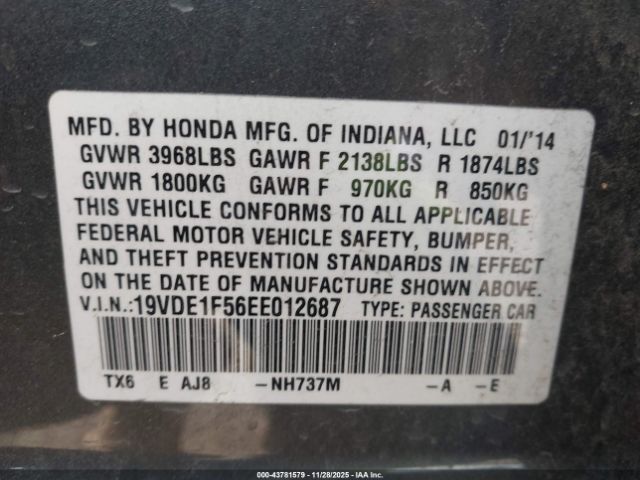 MFD. BY HONDA MFG. OF INDIANA, LLC 01/'14
GVWR 3968LBS GAWR F 2138LBS R 1874LBS
GVWR 1800KG GAWR F 970KG R 850KG
THIS VEHICLE CONFORMS TO ALL APPLICABLE
FEDERAL MOTOR VEHICLE SAFETY, BUMPER,
AND THEFT PREVENTION STANDARDS IN EFFECT
ON THE DATE OF MANUFACTURE SHOWN ABOVE.
V.I.N.:19VDE1F56EE012687 TYPE: PASSENGER CAR
TX6 E AJ8 -NH737M -A -E
© - 43781579 - 11/28/2025 - IAA, Inc.